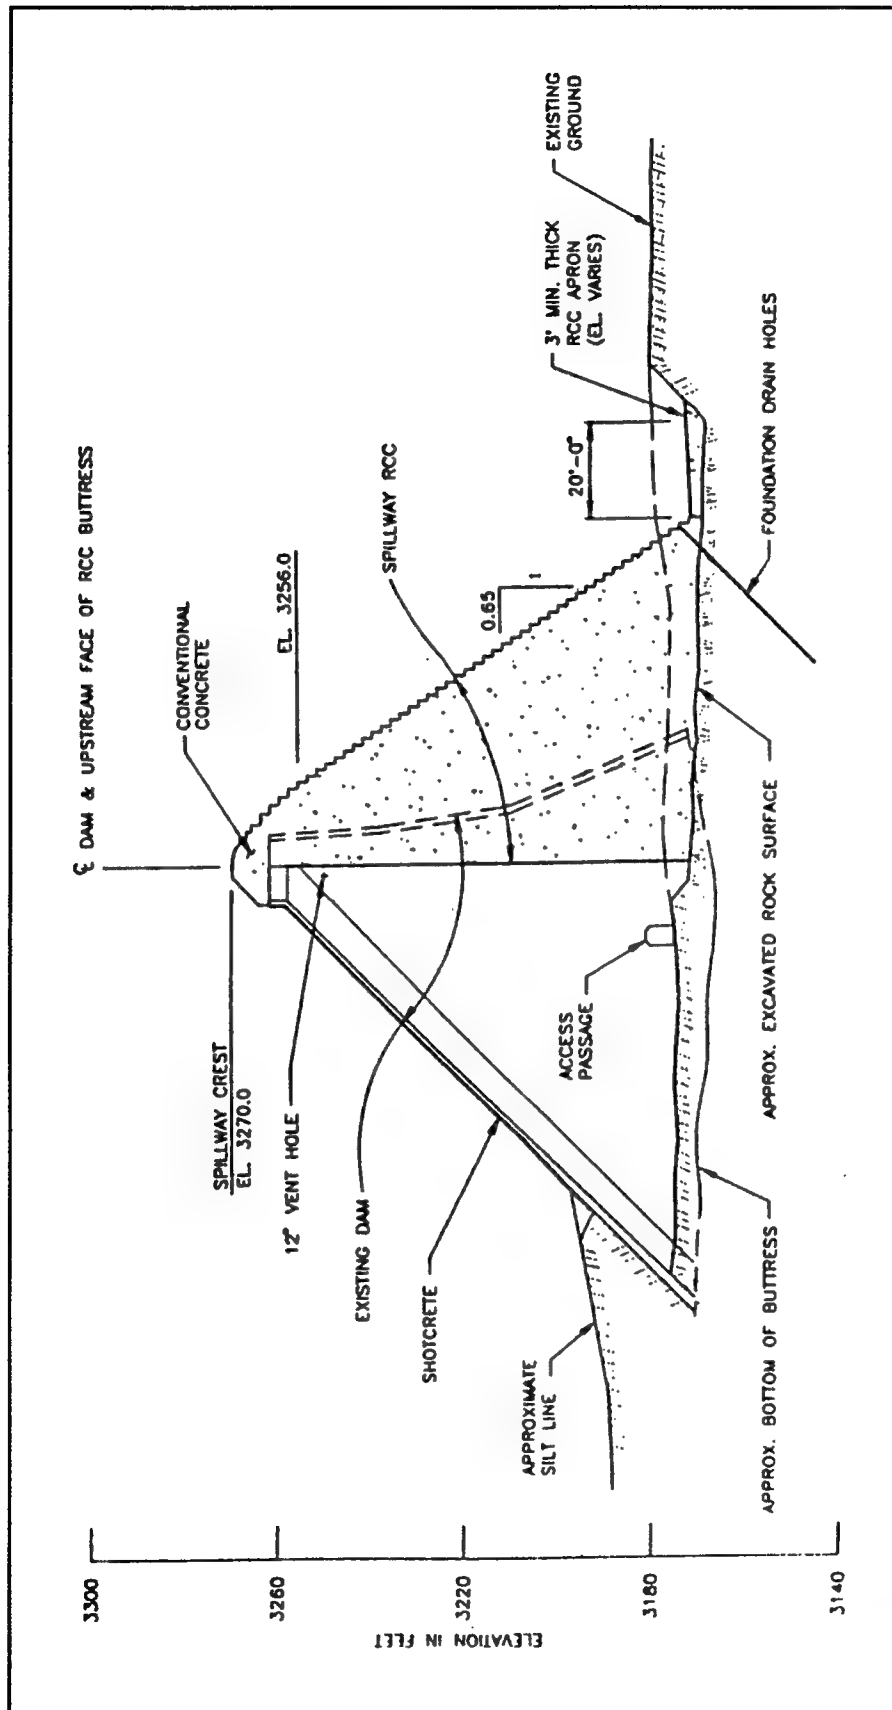 ℄ DAM & UPSTREAM FACE OF RCC BUTTRESS
CONVENTIONAL
CONCRETE
SPILLWAY CREST
EL. 3270.0
EL. 3256.0
12" VENT HOLE
SPILLWAY RCC
EXISTING DAM
0.65
1
SHOTCRETE
3' MIN. THICK
RCC APRON
(EL. VARIES)
EXISTING
GROUND
20'-0"
ACCESS
PASSAGE
APPROXIMATE
SILT LINE
FOUNDATION DRAIN HOLES
APPROX. BOTTOM OF BUTTRESS
APPROX. EXCAVATED ROCK SURFACE
ELEVATION IN FEET
3300
3260
3220
3180
3140